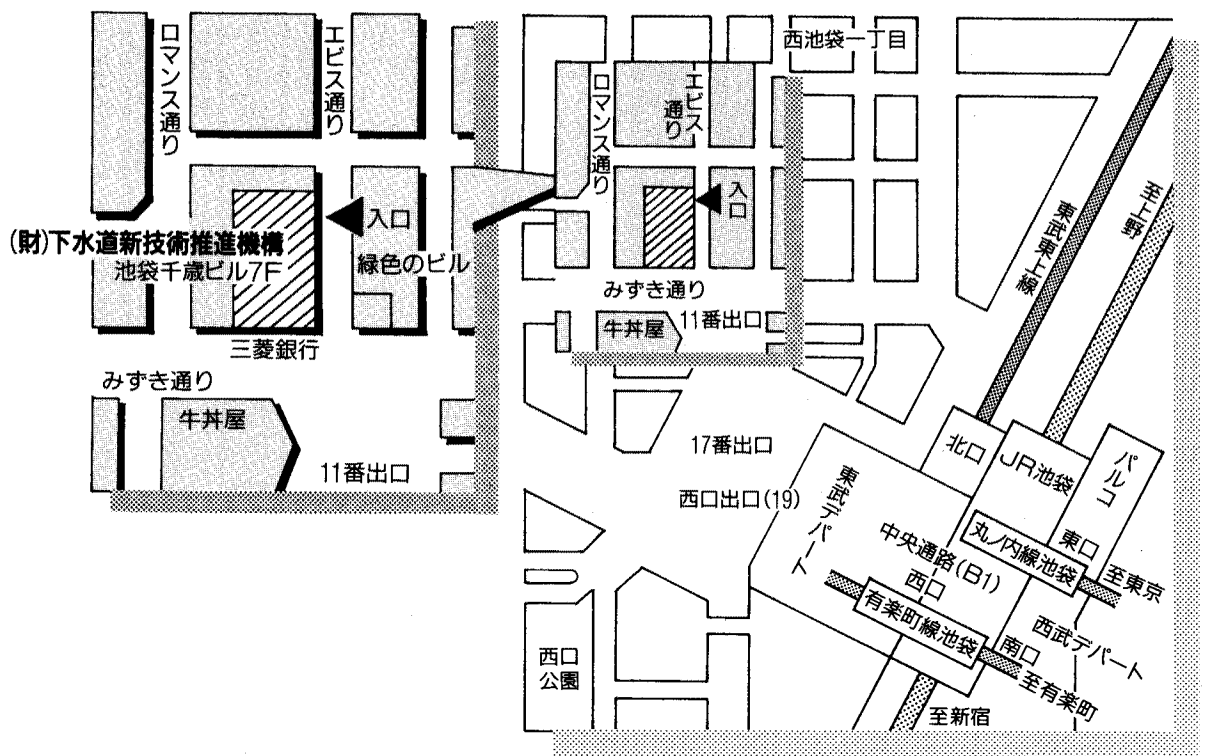 ロマンス通り
エビス通り
入口
(財)下水道新技術推進機構
池袋千歳ビル7F
緑色のビル
三菱銀行
みずき通り
牛丼屋
11番出口
西池袋一丁目
ロマンス通り
エビス通り
入口
みずき通り
牛丼屋
11番出口
東武東上線
至上野
17番出口
西口出口(19)
東武デパート
北口
JR池袋
パルコ
中央通路(B1)
西口
丸ノ内線池袋
東口
至東京
有楽町線池袋
南口
西武デパート
至有楽町
至新宿
西口
公園